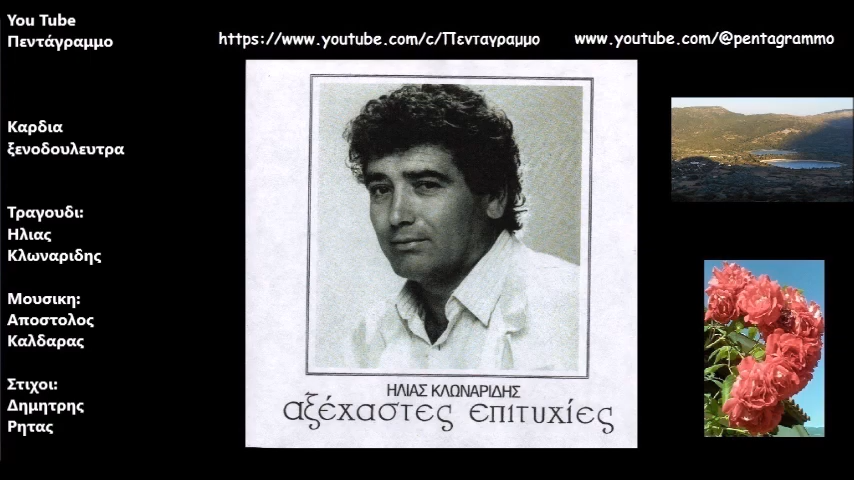 You Tube
Πεντάγραμμο
https://www.youtube.com/c/Πενταγραμμο
www.youtube.com/@pentagrammo
Καρδια
ξενοδουλευτρα
Τραγουδι:
Ηλιας
Κλωναριδης
Μουσικη:
Αποστολος
Καλδαρας
Στιχοι:
Δημητρης
Ρητας
ΗΛΙΑΣ ΚΛΩΝΑΡΙΔΗΣ
αξέχαστες επιτυχίες